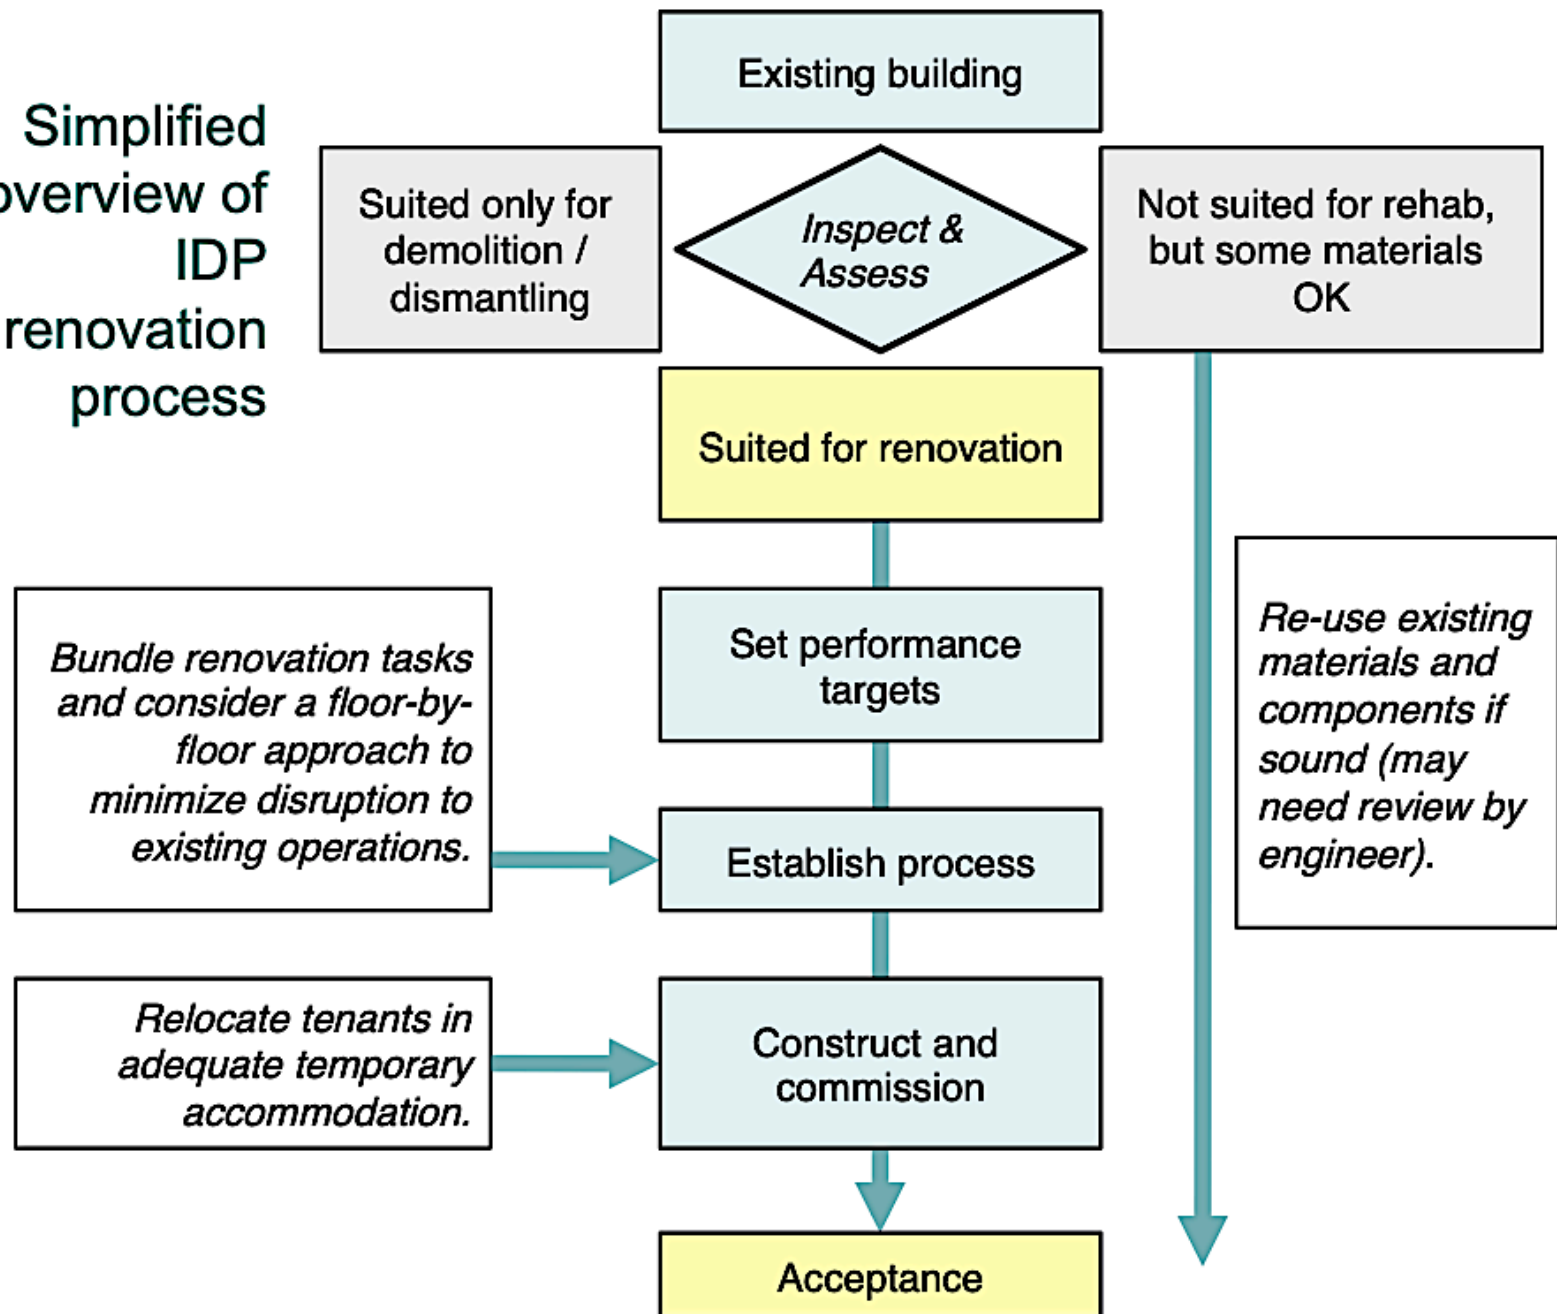 Simplified
overview of
IDP
renovation
process
Existing building
Suited only for
demolition /
dismantling
Inspect &
Assess
Not suited for rehab,
but some materials
OK
Suited for renovation
Set performance
targets
Bundle renovation tasks
and consider a floor-by-
floor approach to
minimize disruption to
existing operations.
Establish process
Re-use existing
materials and
components if
sound (may
need review by
engineer).
Relocate tenants in
adequate temporary
accommodation.
Construct and
commission
Acceptance